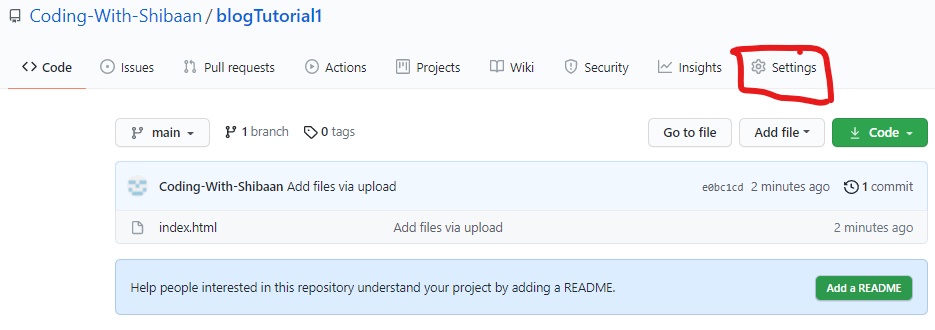 Coding-With-Shibaan / blogTutorial1
Code Issues Pull requests Actions Projects Wiki Security Insights Settings
main 1 branch 0 tags Go to file Add file Code
Coding-With-Shibaan Add files via upload e0bc1cd 2 minutes ago 1 commit
index.html Add files via upload 2 minutes ago
Help people interested in this repository understand your project by adding a README. Add a README